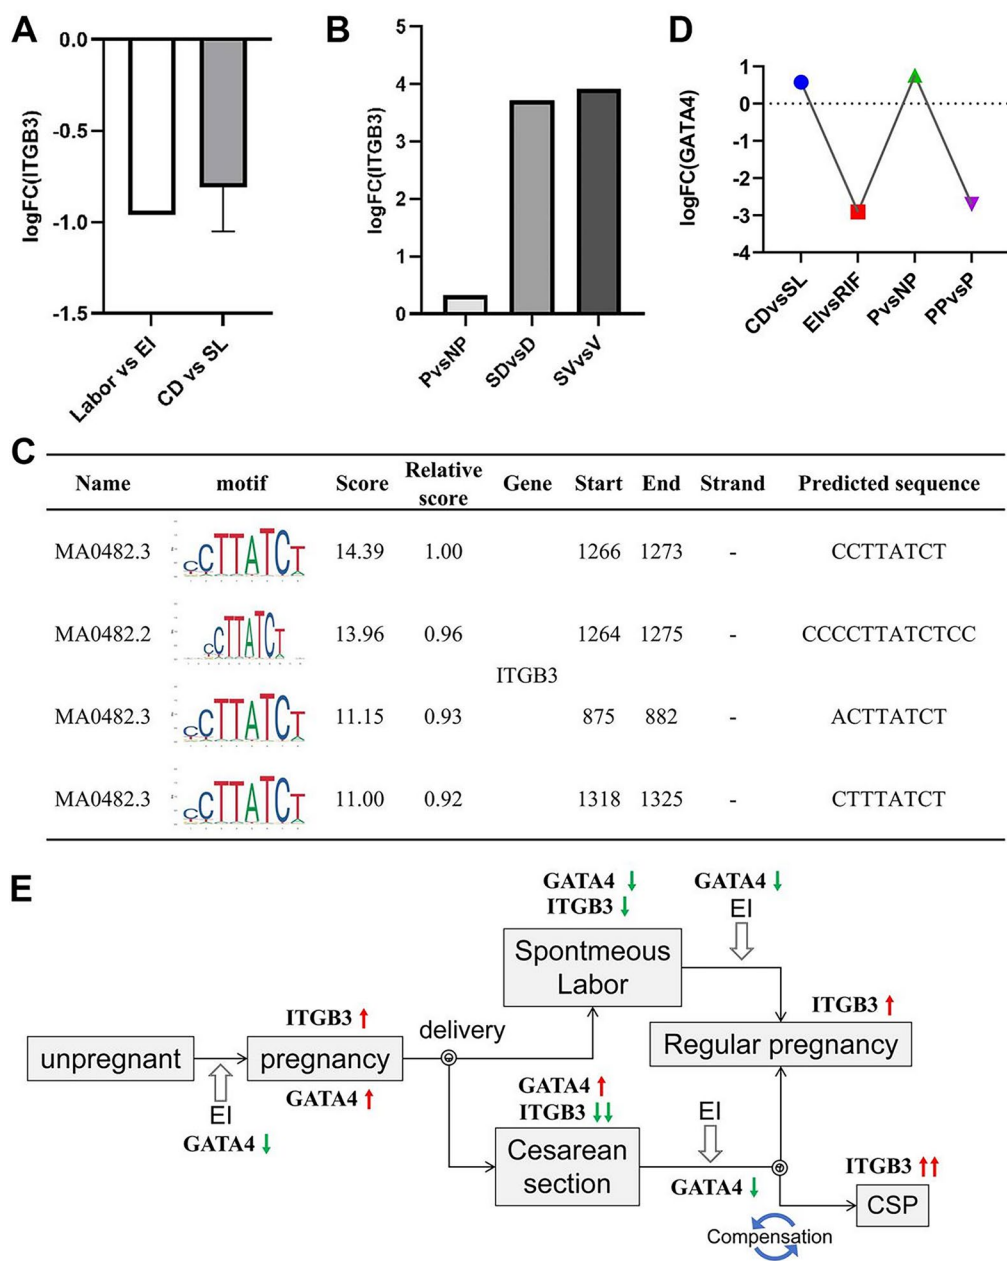 A
0.0
-0.5
-1.0
-1.5
logFC(ITGB3)
Labor vs EI
CD vs SL
B
5
4
3
2
1
0
logFC(ITGB3)
PvsNP
SDvsD
SVvsV
D
1
0
-1
-2
-3
-4
logFC(GATA4)
CDvsSL
EIvsRIF
PvsNP
PPvsP
C
Name motif Score Relative score Gene Start End Strand Predicted sequence
MA0482.3 CCTTATCT 14.39 1.00 1266 1273 - CCTTATCT
MA0482.2 CCTTATCT 13.96 0.96 1264 1275 - CCCCTTATCTCC
ITGB3
MA0482.3 CCTTATCT 11.15 0.93 875 882 - ACTTATCT
MA0482.3 CCTTATCT 11.00 0.92 1318 1325 - CTTTATCT
E
GATA4 ↓
ITGB3 ↓
Spontmeous
Labor
GATA4 ↓
EI
ITGB3 ↑
Regular pregnancy
unpregnant
EI
GATA4 ↓
ITGB3 ↑
pregnancy
GATA4 ↑
delivery
GATA4 ↑
ITGB3 ↓↓
Cesarean
section
EI
GATA4 ↓
ITGB3 ↑↑
CSP
Compensation